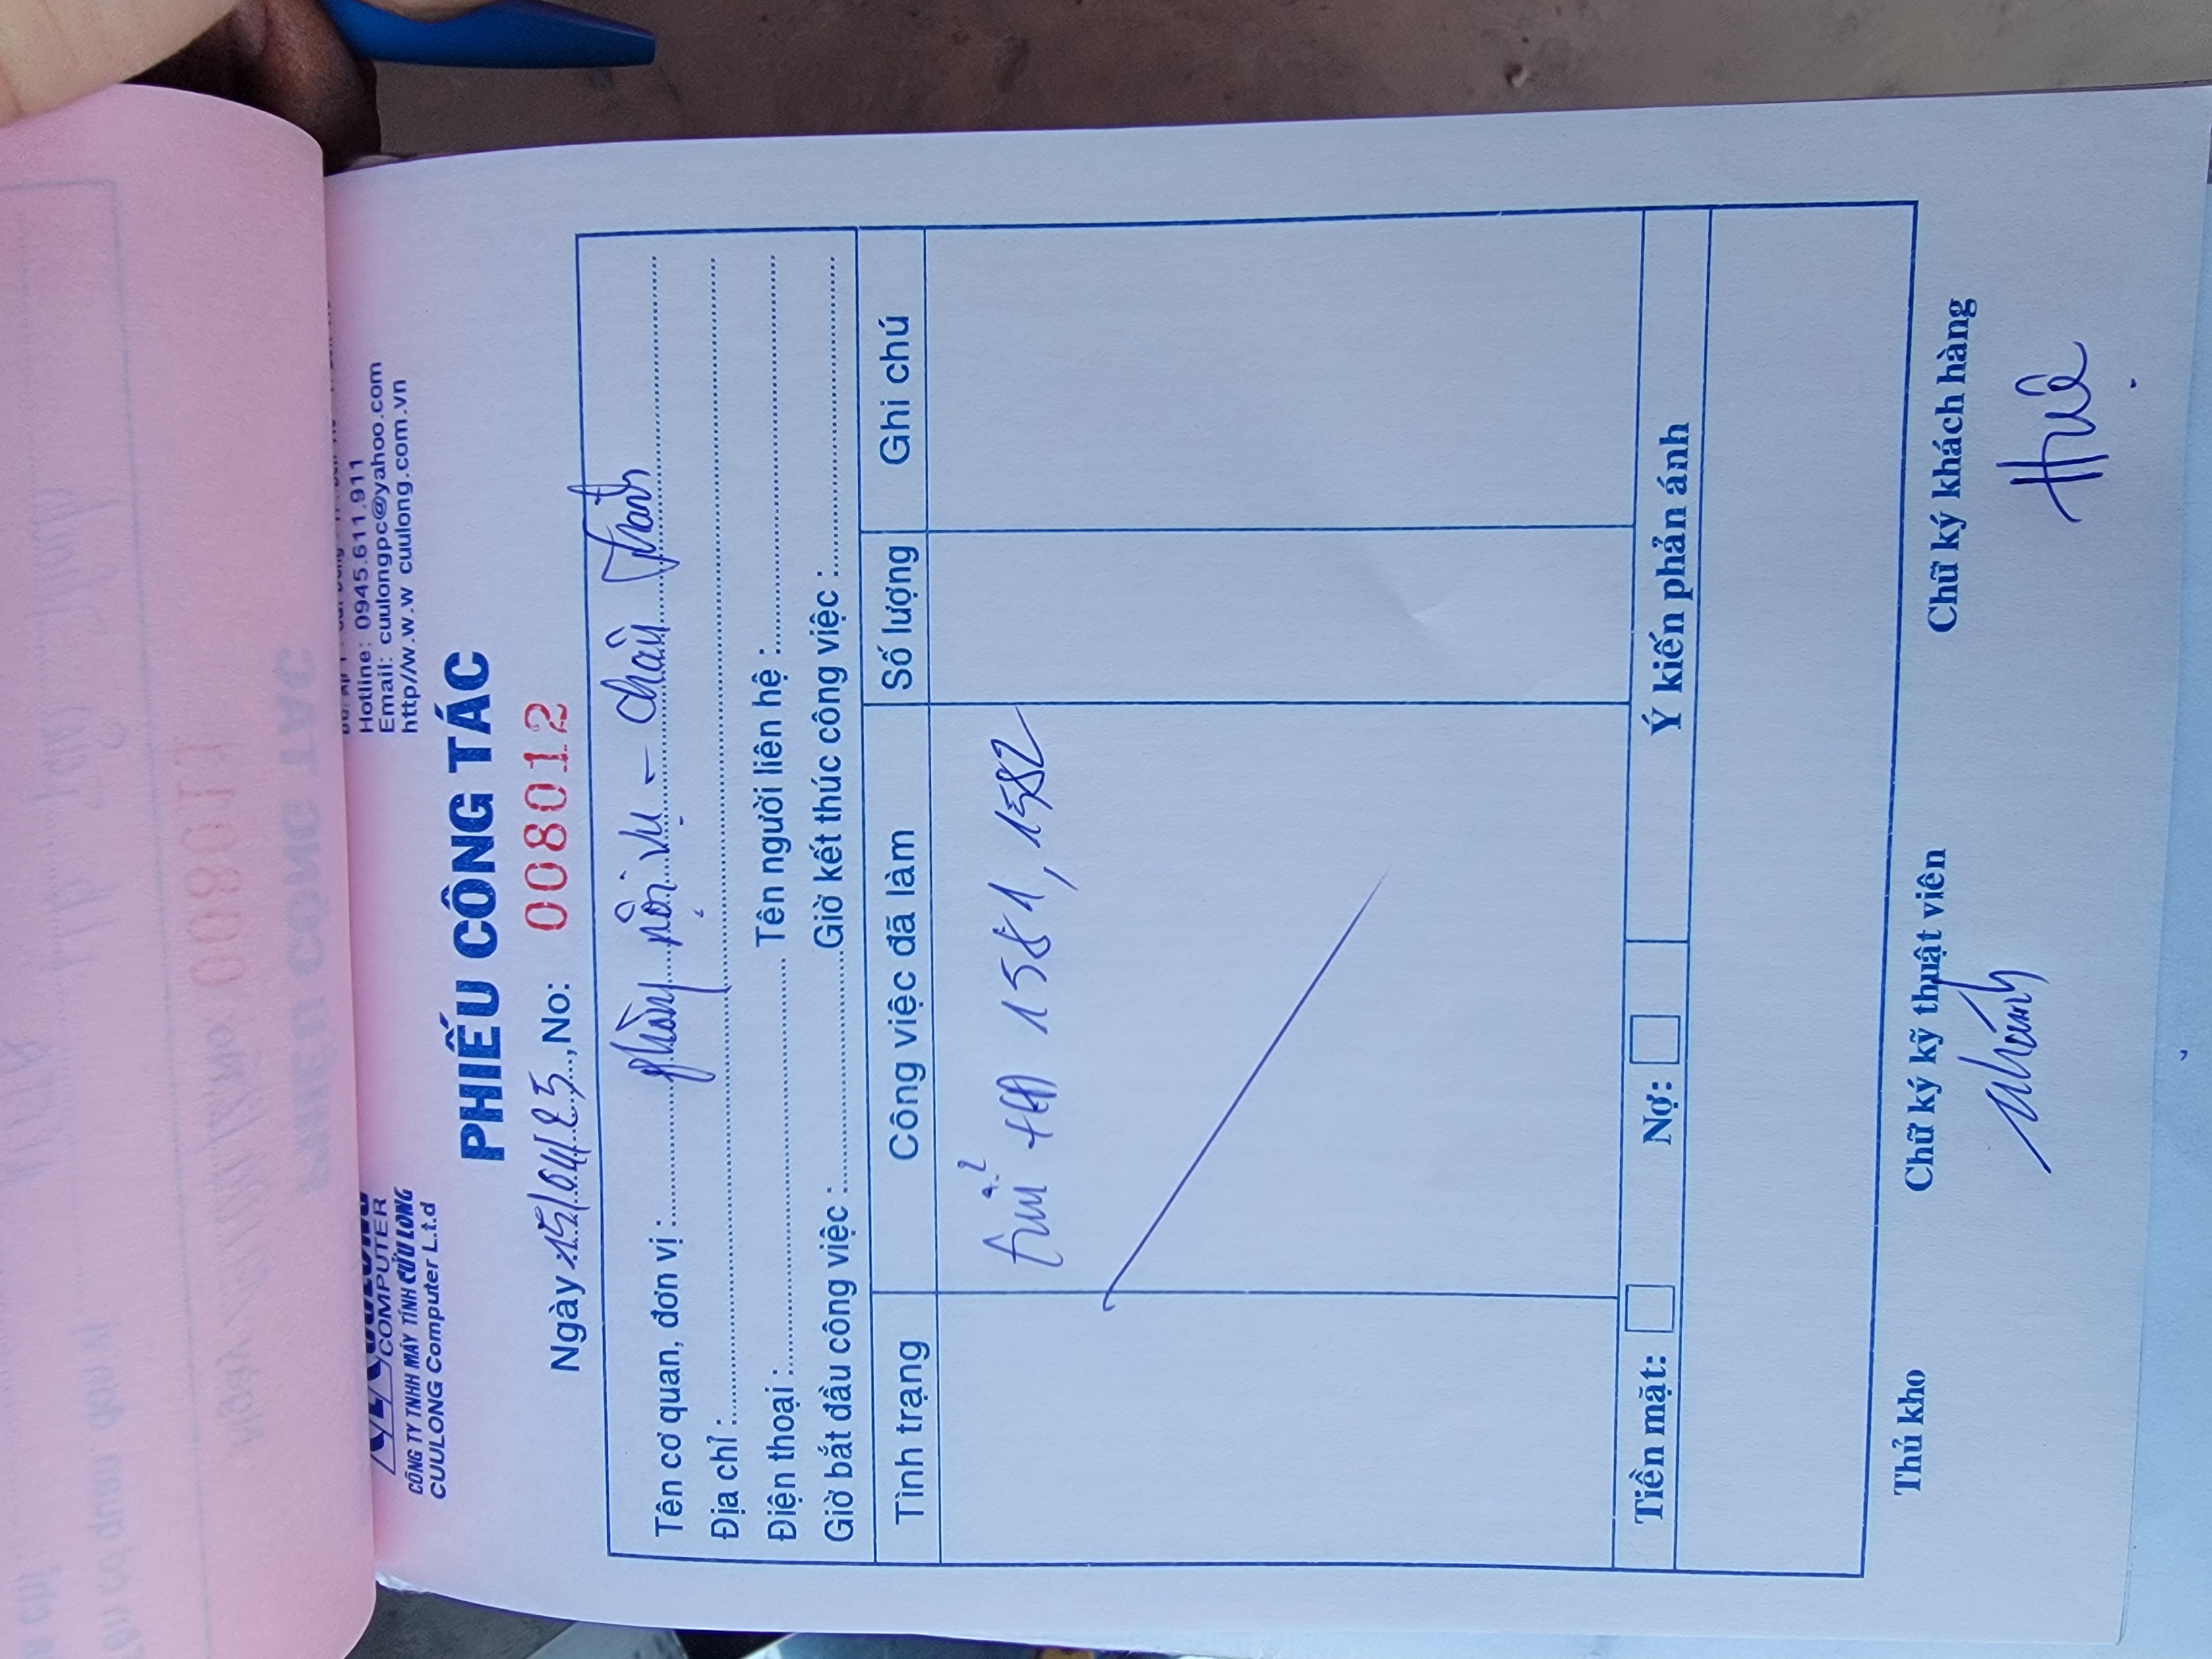 COMPUTER
CÔNG TY TNHH MÁY TÍNH CỬU LONG
CUULONG Computer L.t.d
Hotline: 0945.611.911
Email: cuulongpc@yahoo.com
http//w.w.w cuulong.com.vn
PHIẾU CÔNG TÁC
Ngày 15/04/25, No: 008012
Tên cơ quan, đơn vị: phòng nội vụ - châu Thành
Địa chỉ:
Điện thoại: Tên người liên hệ:
Giờ bắt đầu công việc: Giờ kết thúc công việc:
Tình trạng Công việc đã làm Số lượng Ghi chú
1581, 1582
Tiền mặt: Nợ: Ý kiến phản ánh
Thủ kho Chữ ký kỹ thuật viên Chữ ký khách hàng
Huệ